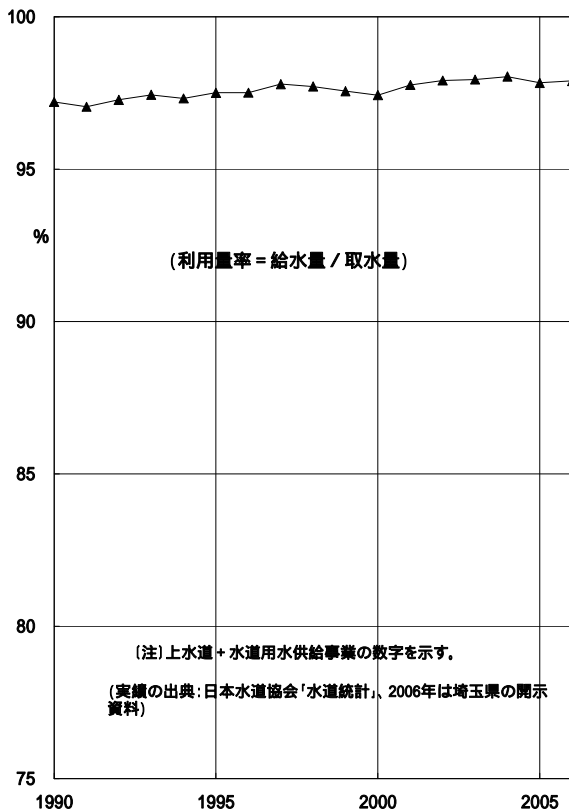 100
95
%
(利用量率 = 給水量 / 取水量)
90
85
80
〔注〕上水道 + 水道用水供給事業の数字を示す。
(実績の出典:日本水道協会「水道統計」、2006年は埼玉県の開示
資料)
75
1990 1995 2000 2005